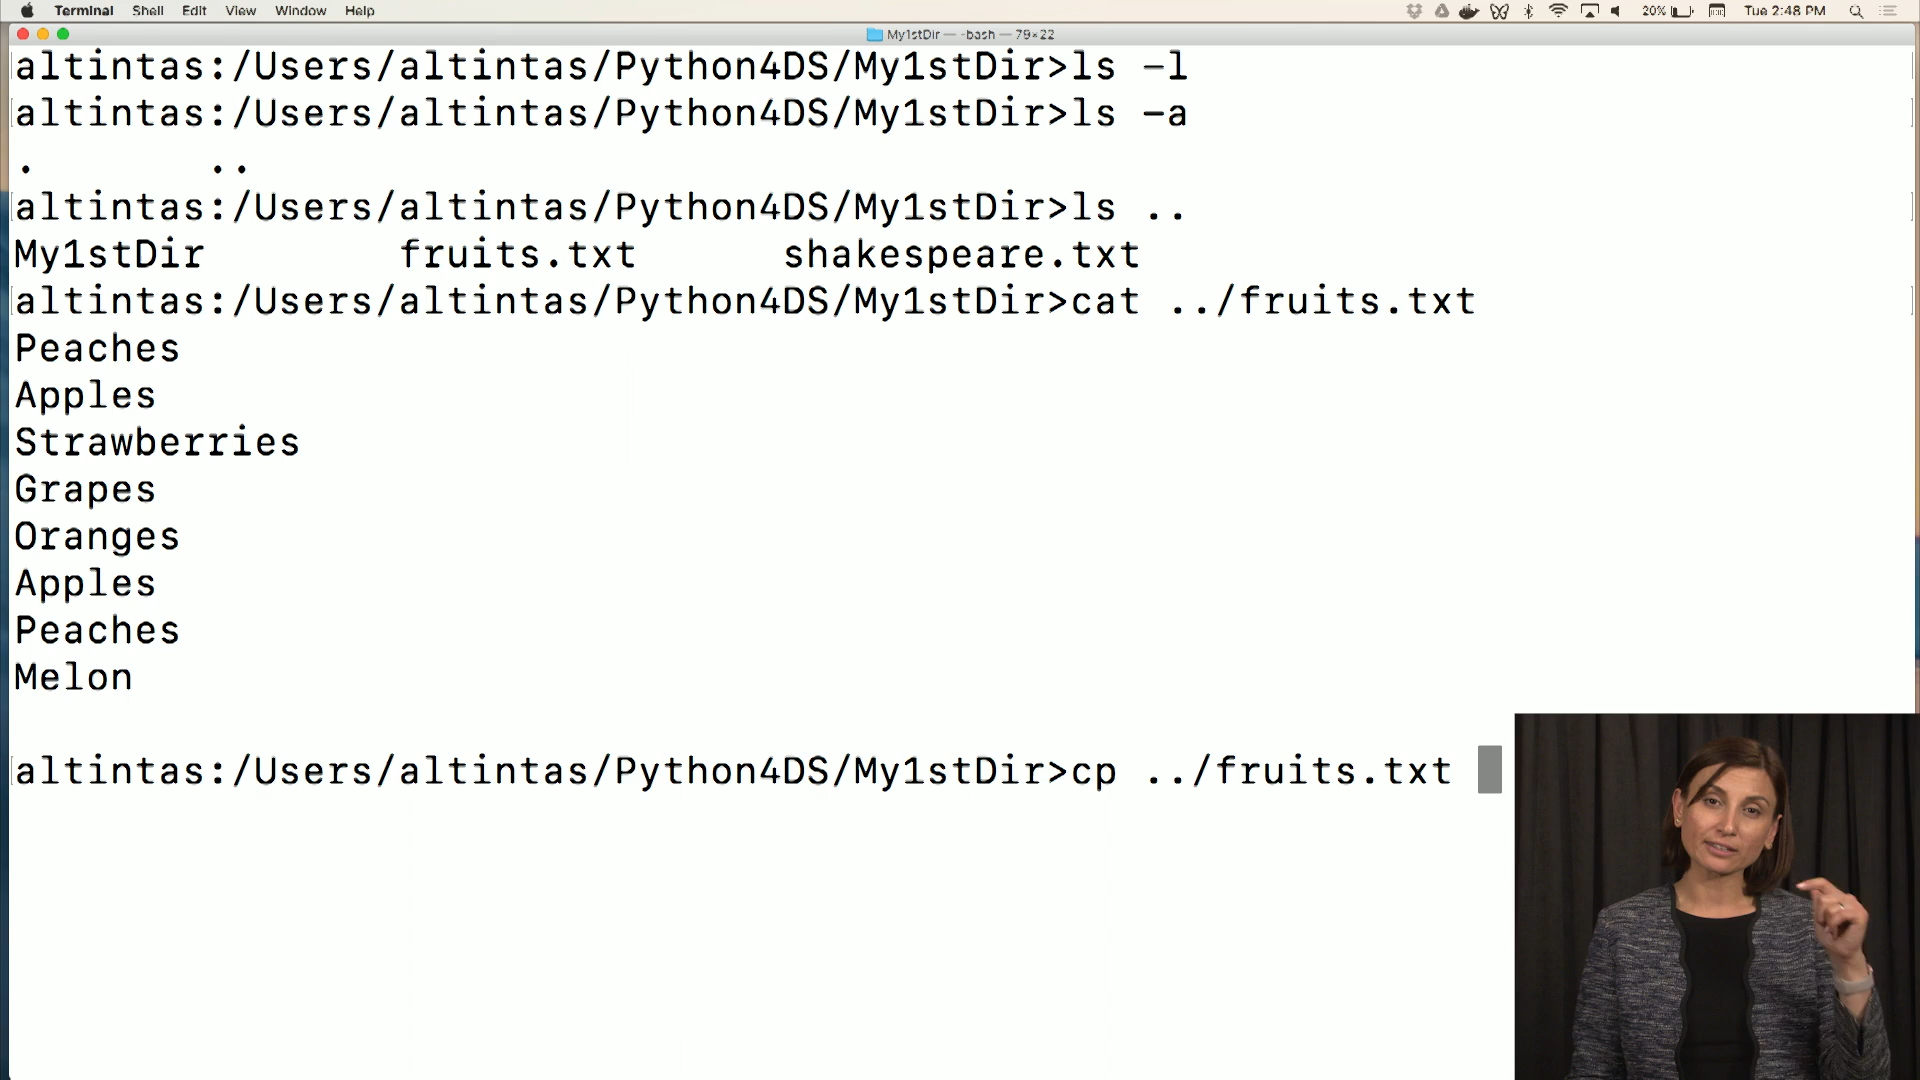 Terminal Shell Edit View Window Help 20% Tue 2:48 PM
My1stDir — -bash — 79×22
altintas:/Users/altintas/Python4DS/My1stDir>ls -l
altintas:/Users/altintas/Python4DS/My1stDir>ls -a
. ..
altintas:/Users/altintas/Python4DS/My1stDir>ls ..
My1stDir fruits.txt shakespeare.txt
altintas:/Users/altintas/Python4DS/My1stDir>cat ../fruits.txt
Peaches
Apples
Strawberries
Grapes
Oranges
Apples
Peaches
Melon
altintas:/Users/altintas/Python4DS/My1stDir>cp ../fruits.txt